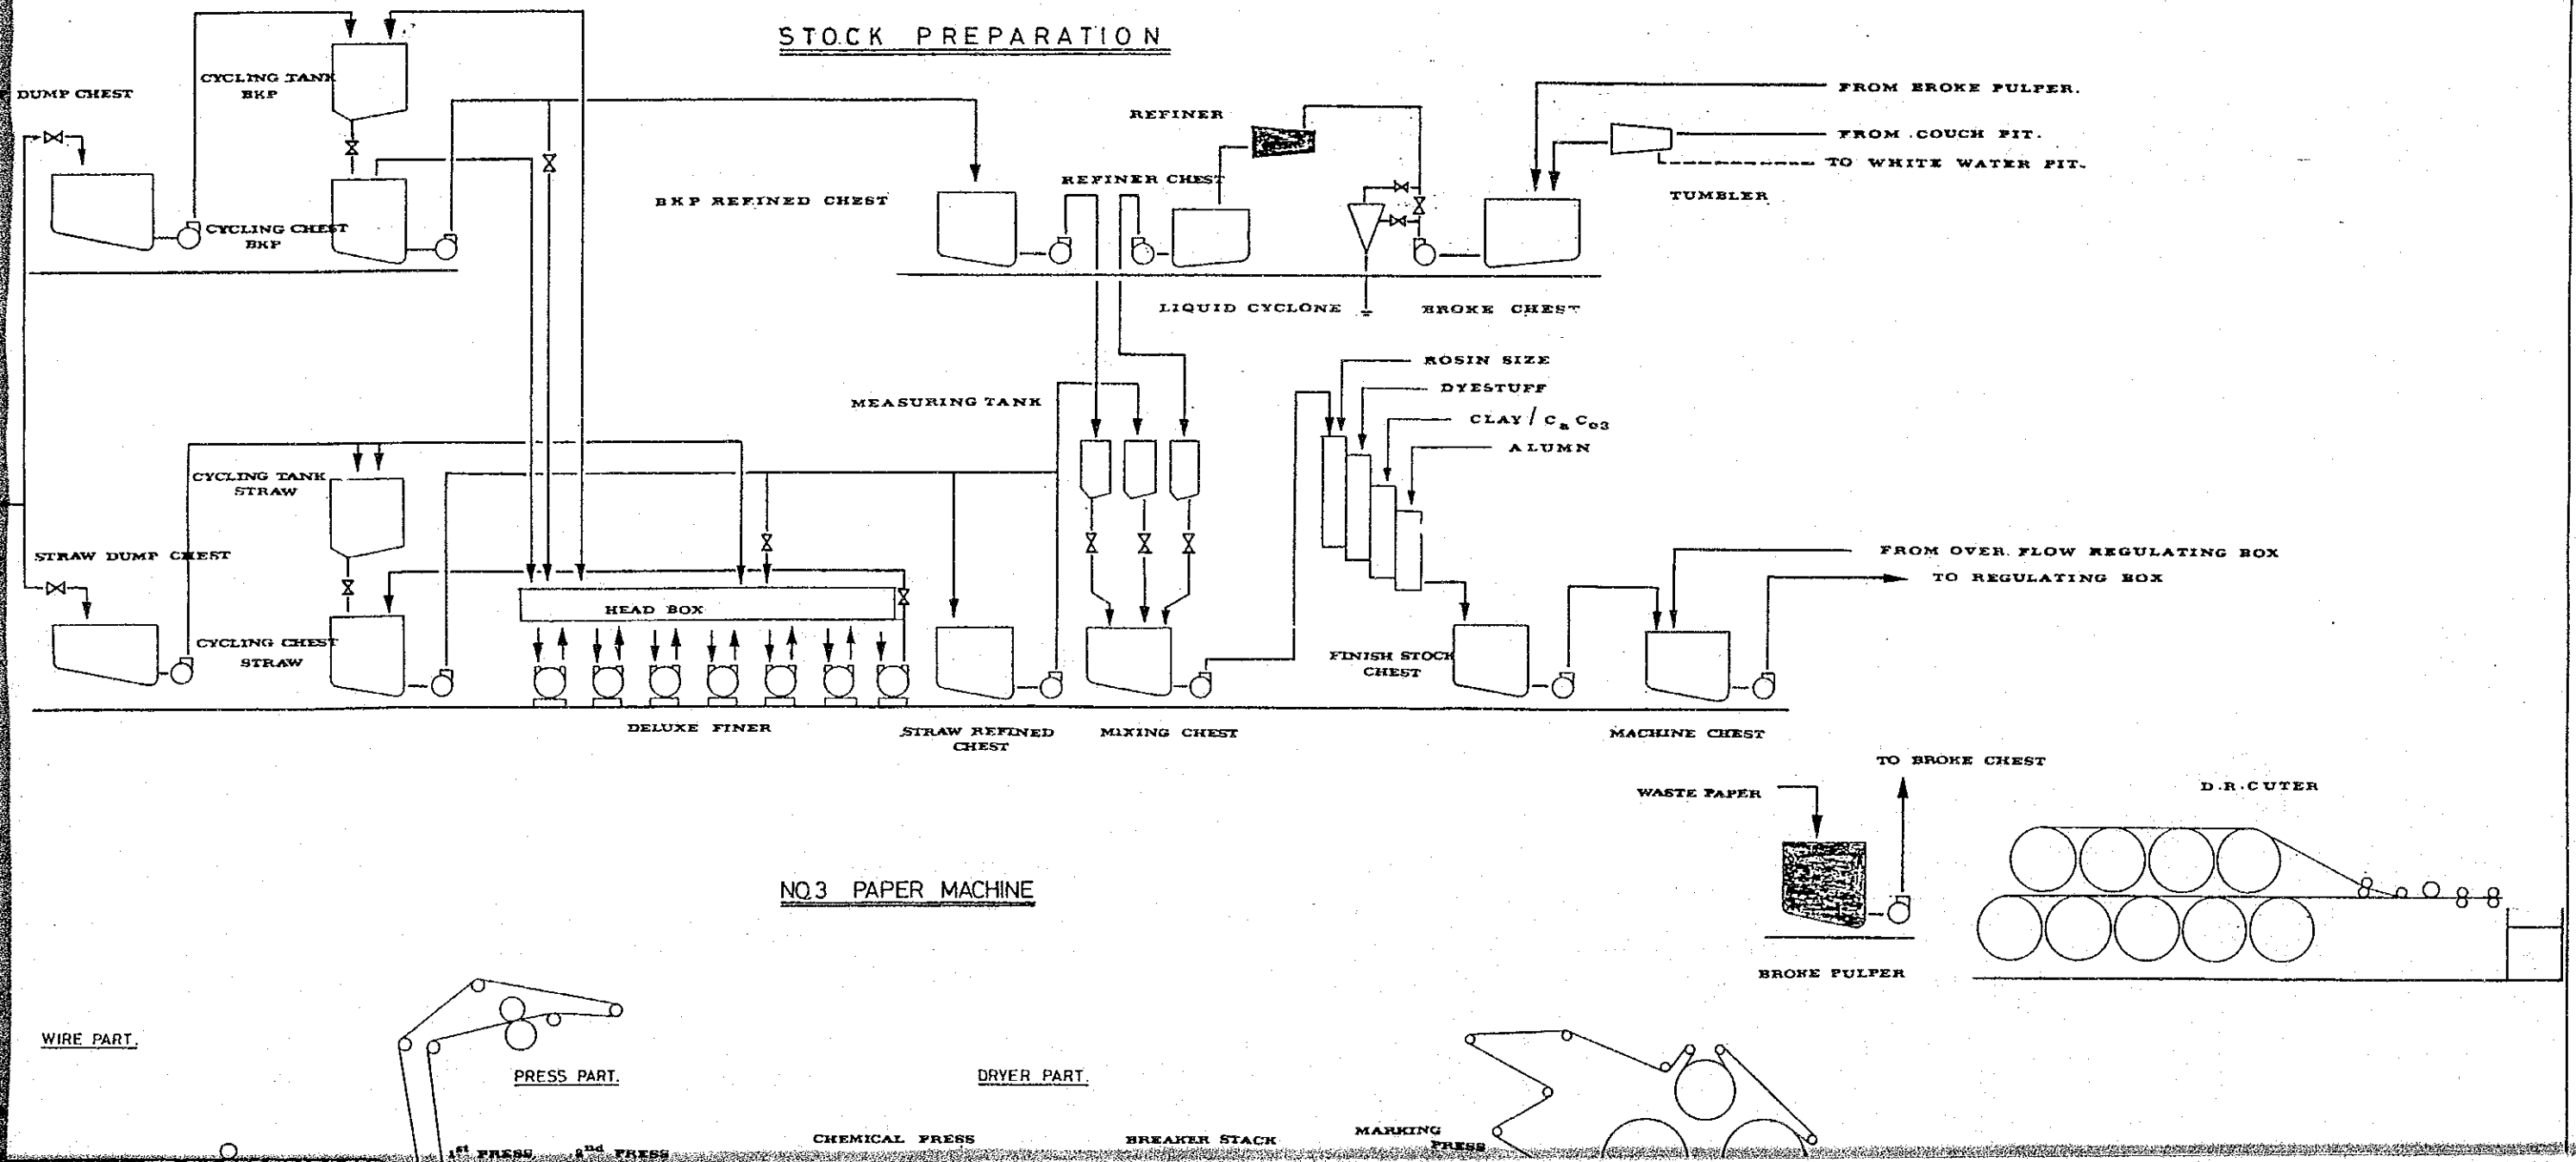 STOCK PREPARATION
DUMP CHEST
CYCLING TANK
BKP
CYCLING CHEST
BKP
BKP REFINED CHEST
REFINER
REFINER CHEST
FROM BROKE PULPER.
FROM COUCH PIT.
TO WHITE WATER PIT.
TUMBLER
LIQUID CYCLONE
BROKE CHEST
ROSIN SIZE
DYESTUFF
CLAY / Ca Co3
ALUMN
MEASURING TANK
CYCLING TANK
STRAW
STRAW DUMP CHEST
CYCLING CHEST
STRAW
HEAD BOX
DELUXE FINER
STRAW REFINED
CHEST
MIXING CHEST
FINISH STOCK
CHEST
FROM OVER FLOW REGULATING BOX
TO REGULATING BOX
MACHINE CHEST
TO BROKE CHEST
WASTE PAPER
D.R.CUTER
BROKE PULPER
NO.3 PAPER MACHINE
WIRE PART.
PRESS PART.
DRYER PART.
1st PRESS
2nd PRESS
CHEMICAL PRESS
BREAKER STACK
MARKING
PRESS